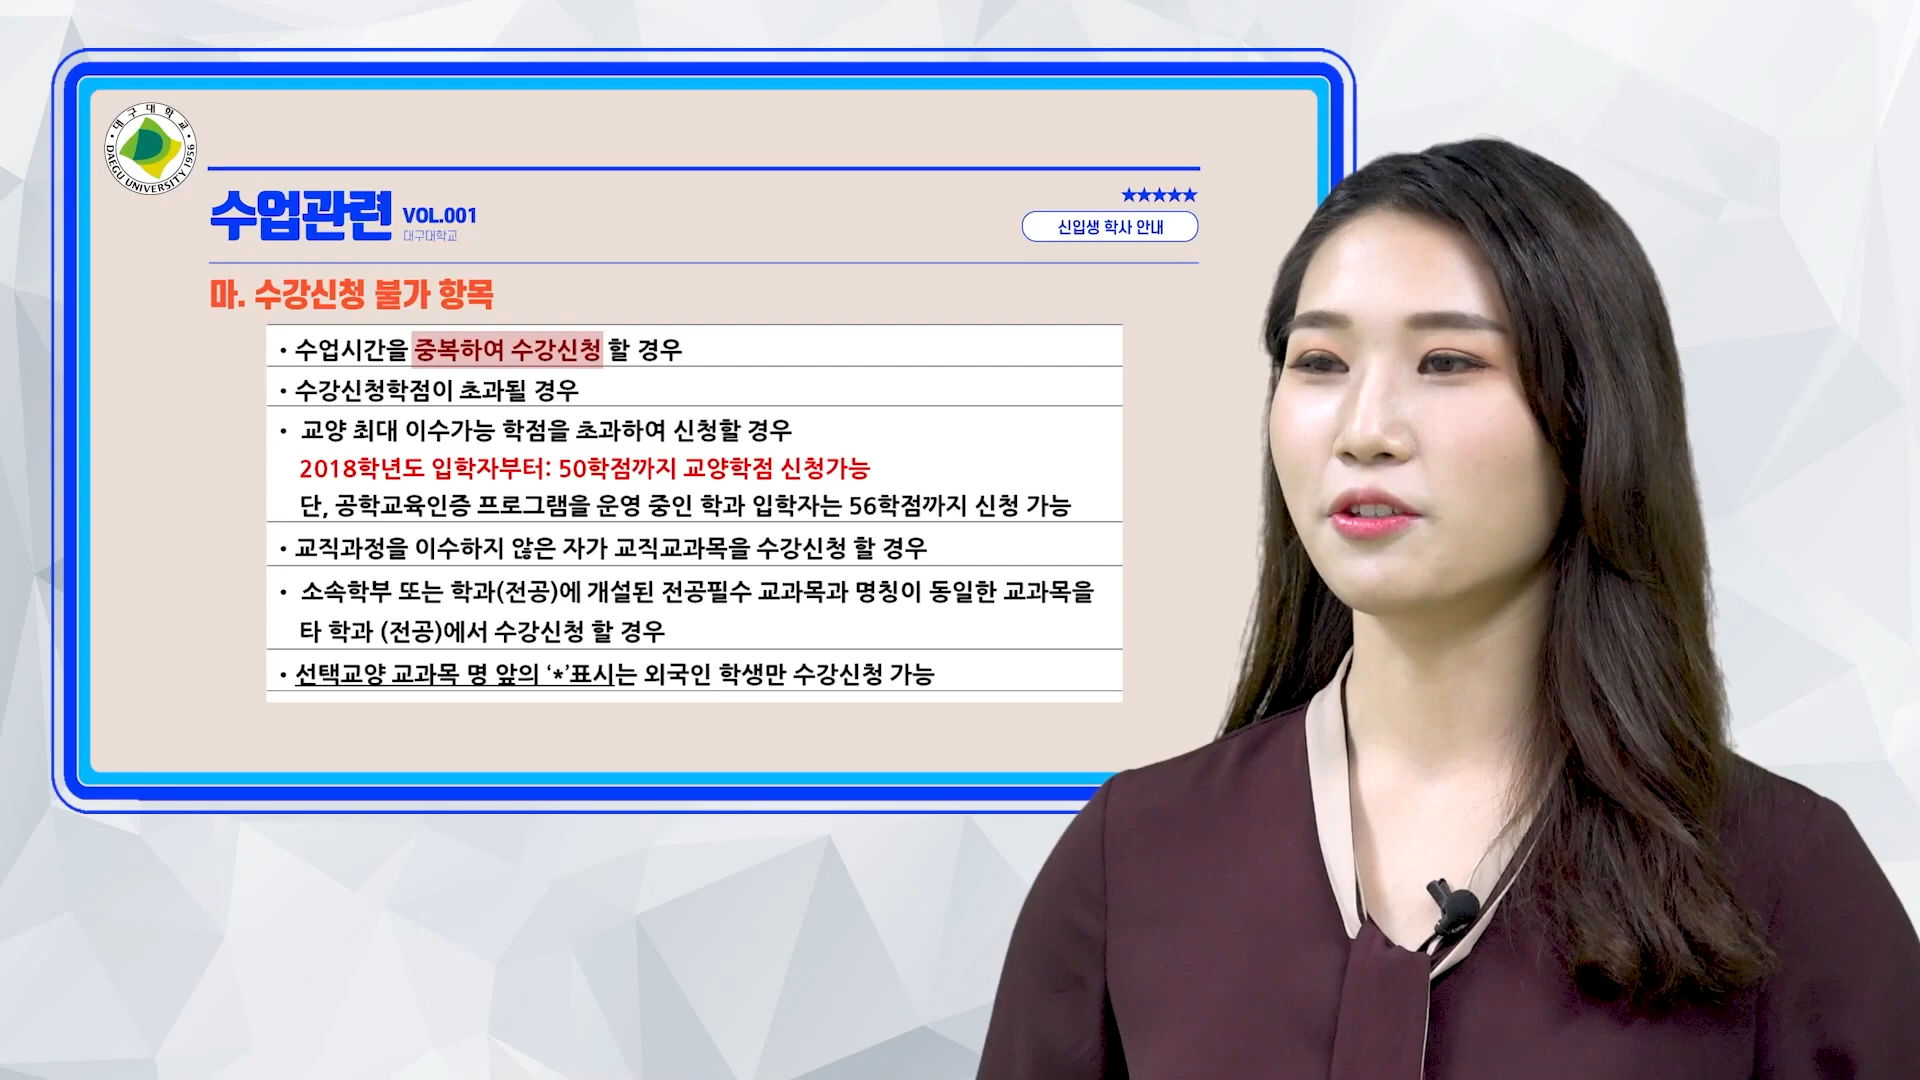 대구대학교
DAEGU UNIVERSITY 1956
수업관련 VOL.001
대구대학교
★★★★★
신입생 학사 안내
마. 수강신청 불가 항목
• 수업시간을 중복하여 수강신청 할 경우
• 수강신청학점이 초과될 경우
• 교양 최대 이수가능 학점을 초과하여 신청할 경우
2018학년도 입학자부터: 50학점까지 교양학점 신청가능
단, 공학교육인증 프로그램을 운영 중인 학과 입학자는 56학점까지 신청 가능
• 교직과정을 이수하지 않은 자가 교직교과목을 수강신청 할 경우
• 소속학부 또는 학과(전공)에 개설된 전공필수 교과목과 명칭이 동일한 교과목을
타 학과 (전공)에서 수강신청 할 경우
• 선택교양 교과목 명 앞의 ‘*’표시는 외국인 학생만 수강신청 가능